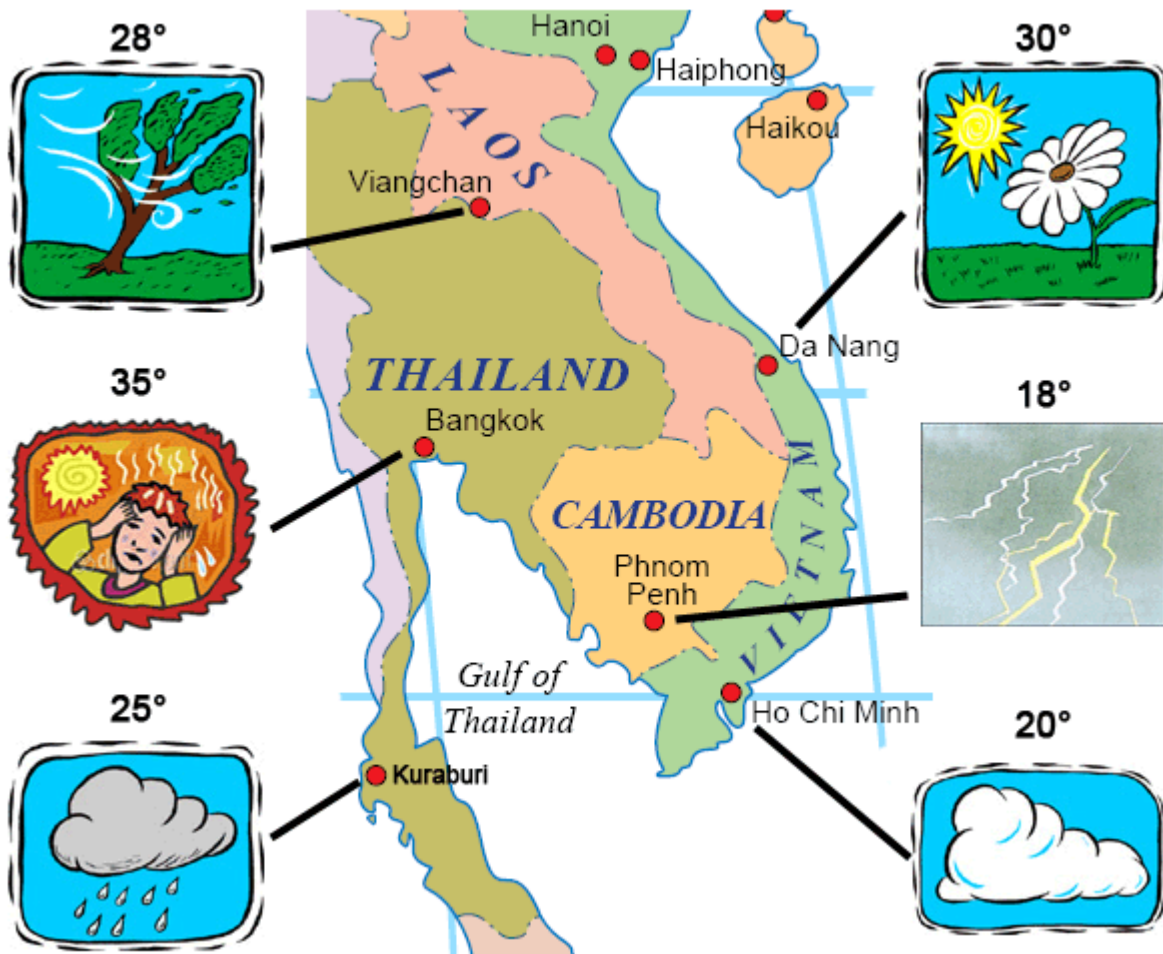 28°
30°
Hanoi
Haiphong
Haikou
LAOS
Viangchan
Da Nang
35°
THAILAND
18°
Bangkok
CAMBODIA
VIETNAM
Phnom
Penh
25°
Gulf of
Thailand
Ho Chi Minh
20°
Kuraburi